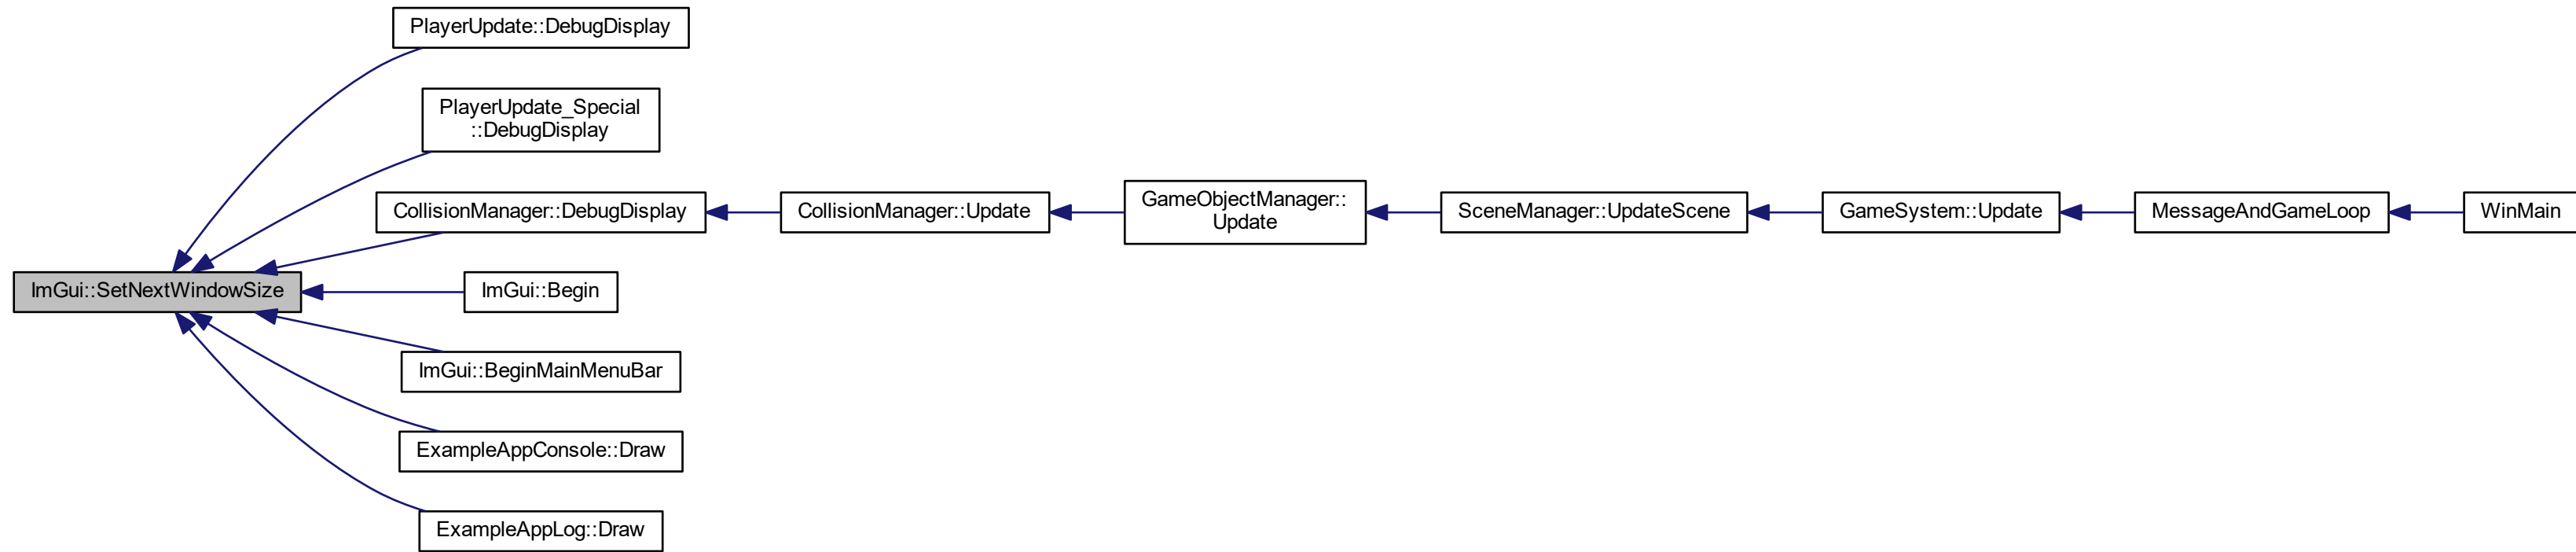 PlayerUpdate::DebugDisplay
PlayerUpdate_Special
::DebugDisplay
CollisionManager::DebugDisplay
CollisionManager::Update
GameObjectManager::
Update
SceneManager::UpdateScene
GameSystem::Update
MessageAndGameLoop
WinMain
ImGui::SetNextWindowSize
ImGui::Begin
ImGui::BeginMainMenuBar
ExampleAppConsole::Draw
ExampleAppLog::Draw